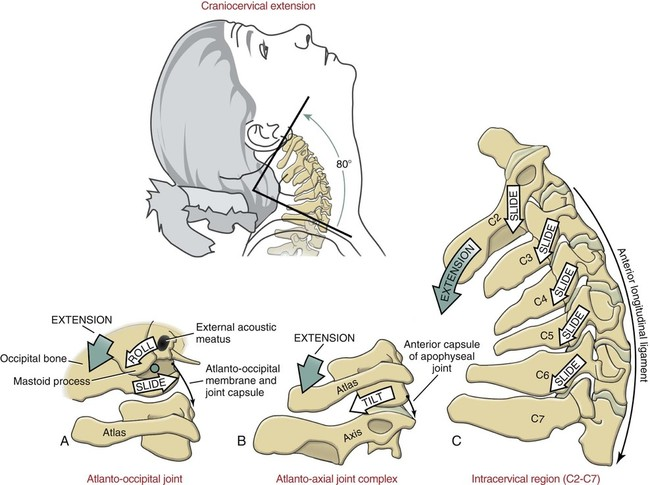 Craniocervical extension
80°
C2
SLIDE
EXTENSION
C3
SLIDE
C4
SLIDE
C5
SLIDE
C6
SLIDE
C7
Anterior longitudinal ligament
C
Intracervical region (C2-C7)
EXTENSION
ROLL
External acoustic
meatus
Occipital bone
Mastoid process
SLIDE
Atlanto-occipital
membrane and
joint capsule
Atlas
A
Atlanto-occipital joint
EXTENSION
Anterior capsule
of apophyseal
joint
Atlas
TILT
Axis
B
Atlanto-axial joint complex